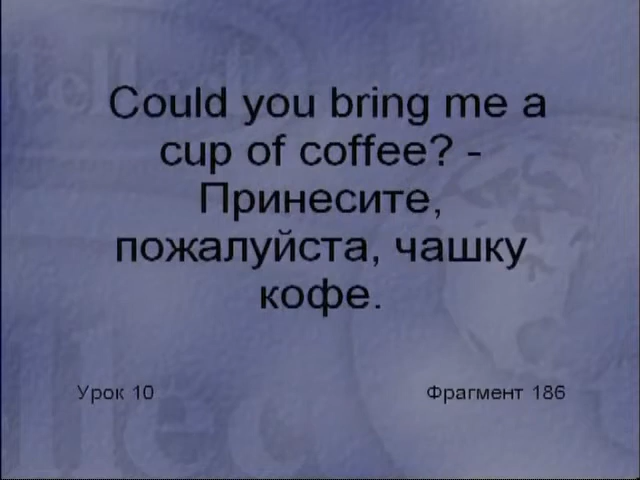 Could you bring me a
cup of coffee? -
Принесите,
пожалуйста, чашку
кофе.
Урок 10
Фрагмент 186